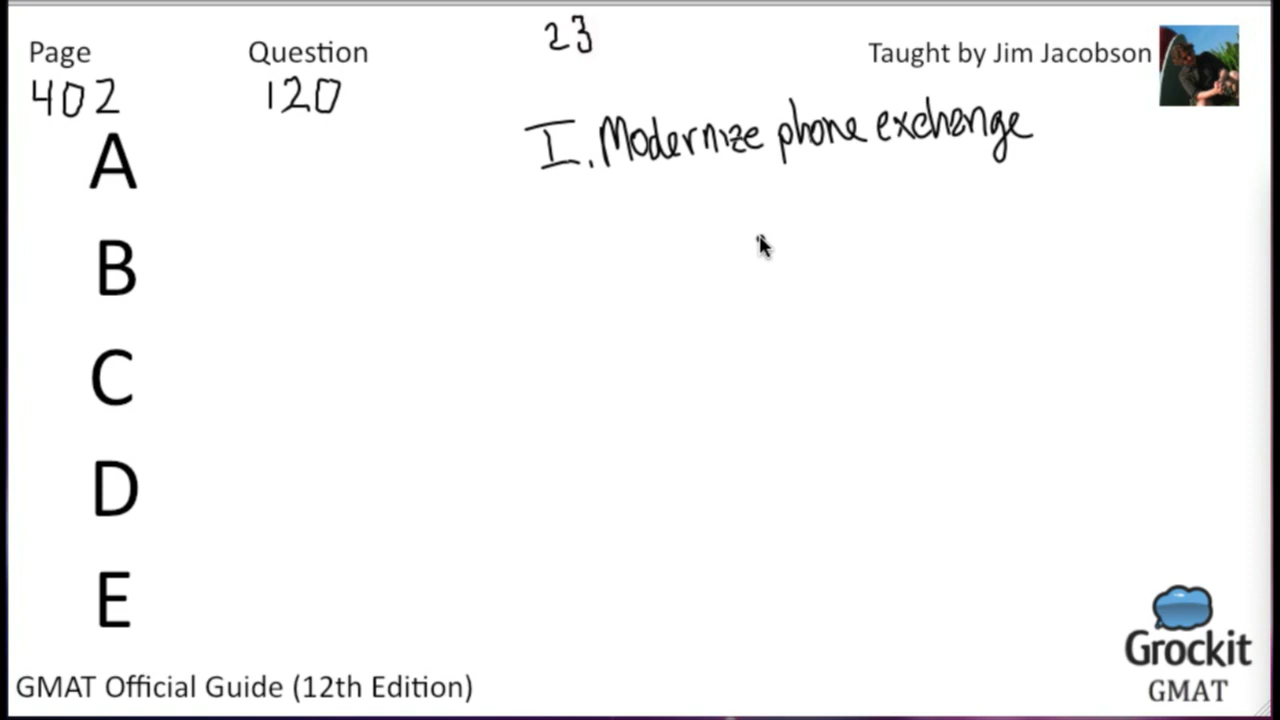 23
Page Question Taught by Jim Jacobson
402 120
I. Modernize phone exchange
A
B
C
D
E
Grockit
GMAT
GMAT Official Guide (12th Edition)